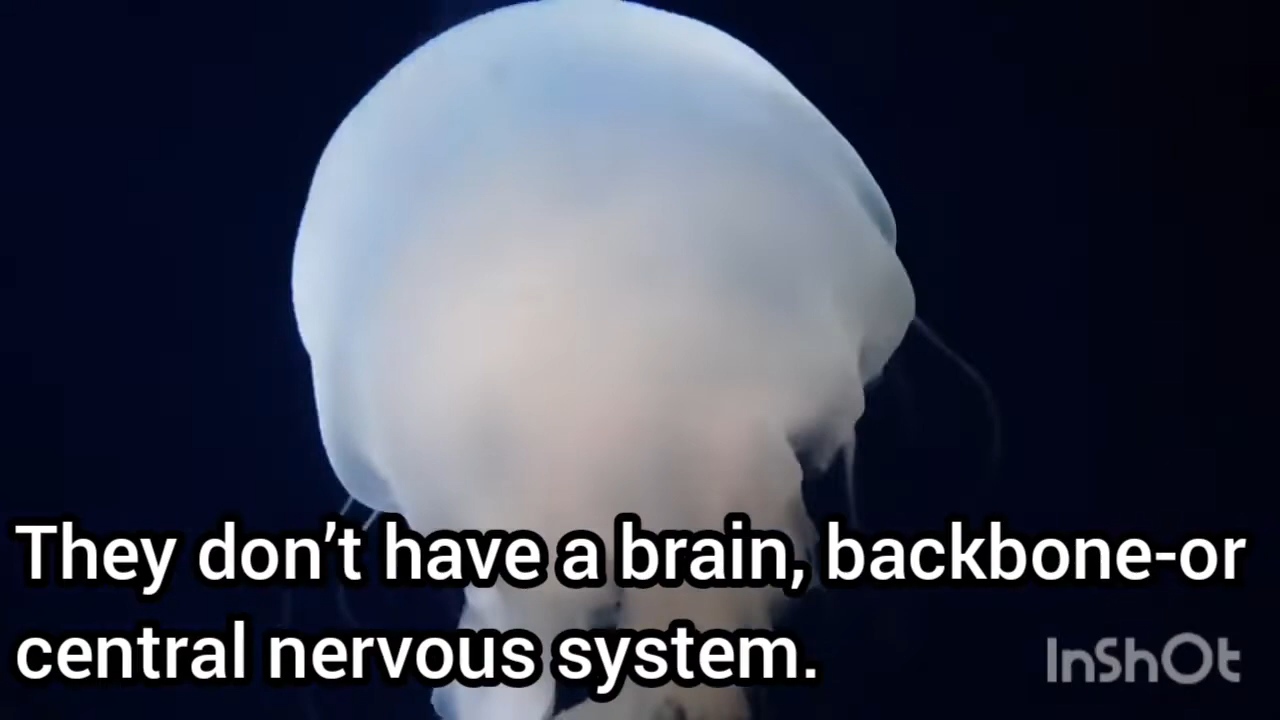 They don’t have a brain, backbone-or
central nervous system.
InShOt